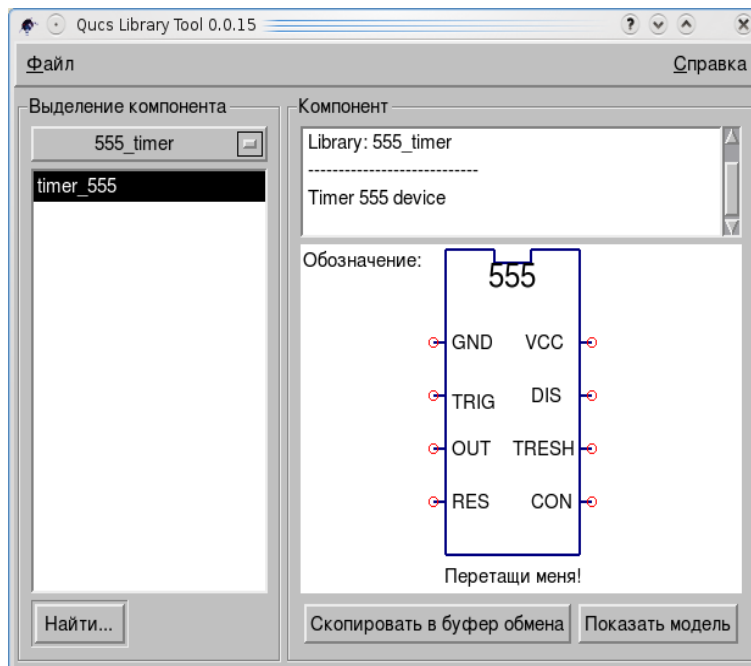 Qucs Library Tool 0.0.15
Файл
Справка
Выделение компонента
555_timer
timer_555
Найти...
Компонент
Library: 555_timer
----------------------------
Timer 555 device
Обозначение:
555
GND VCC
TRIG DIS
OUT TRESH
RES CON
Перетащи меня!
Скопировать в буфер обмена
Показать модель